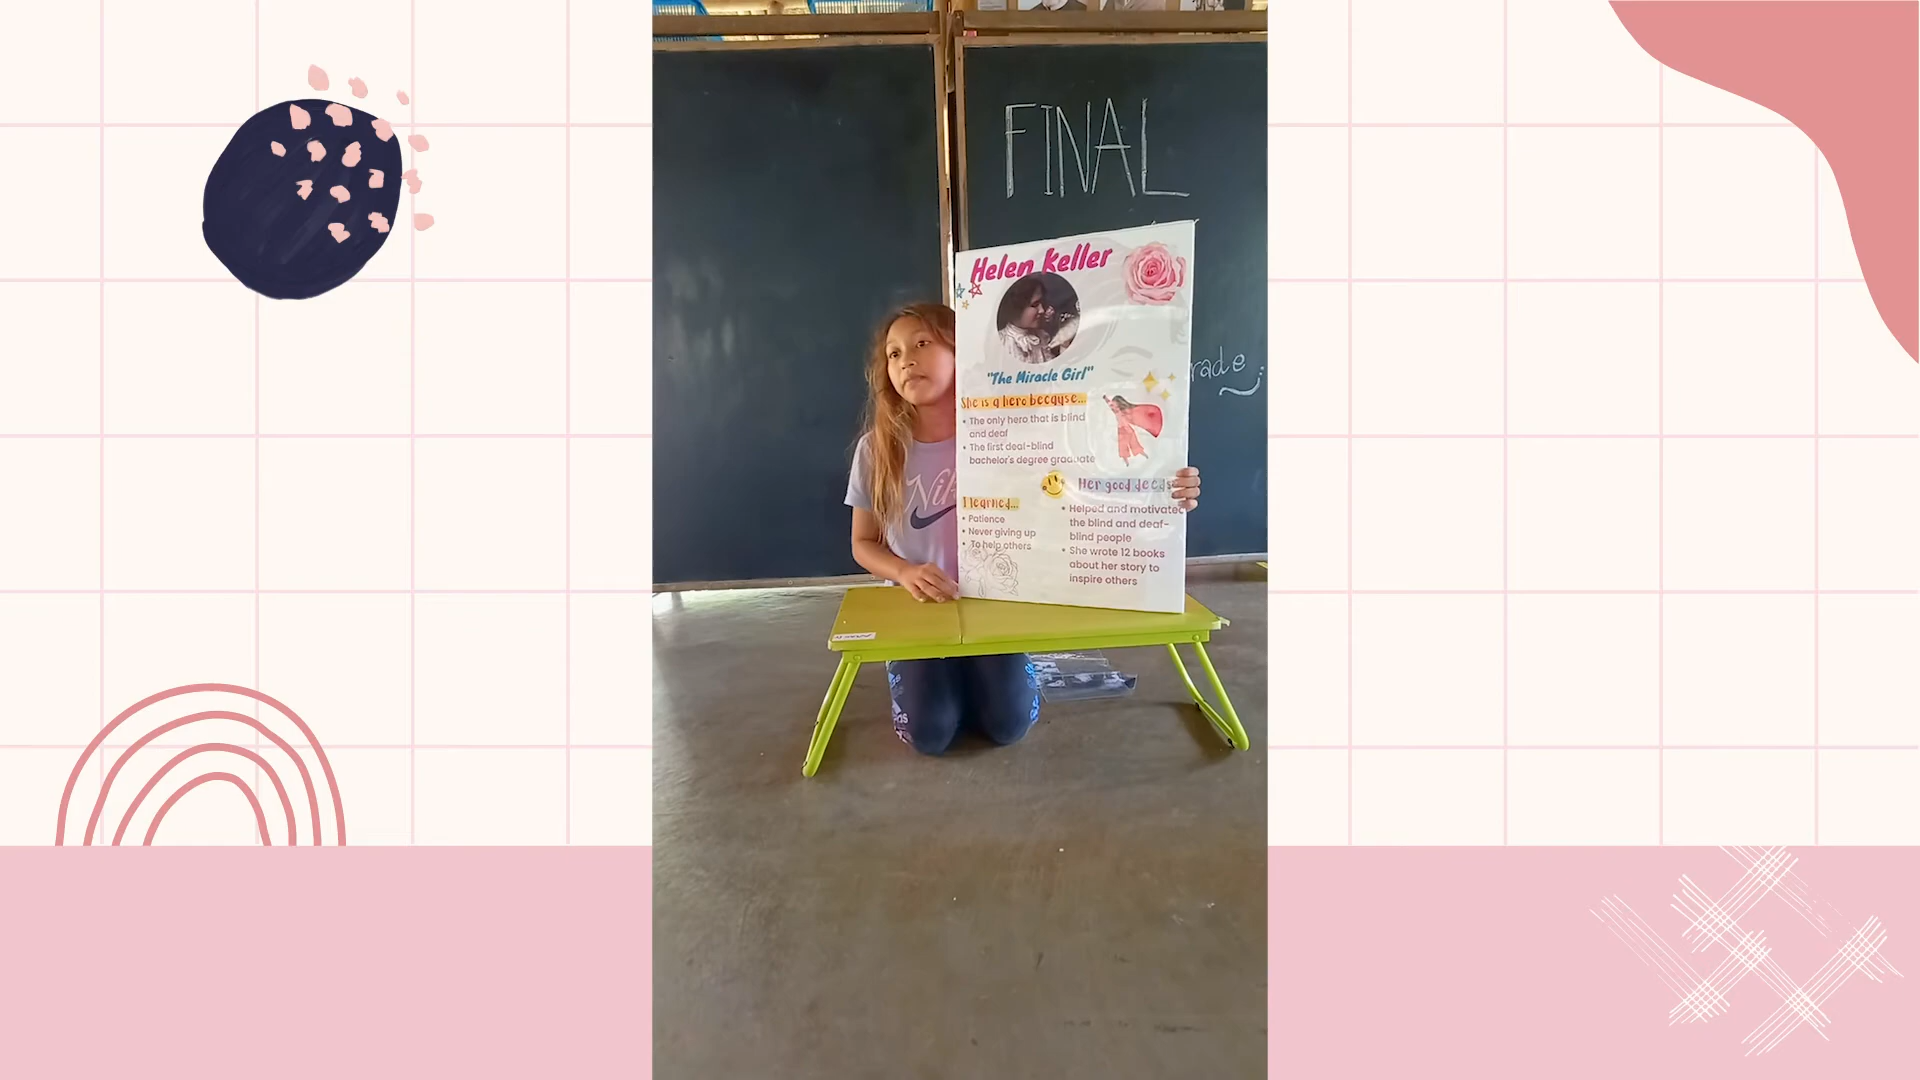 FINAL
rade
Helen Keller
"The Miracle Girl"
She is a hero because...
• The only hero that is blind
and deaf
• The first deaf-blind
bachelor's degree graduate
Her good deeds
• Helped and motivated
the blind and deaf-
blind people
• She wrote 12 books
about her story to
inspire others
I learned...
• Patience
• Never giving up
• To help others